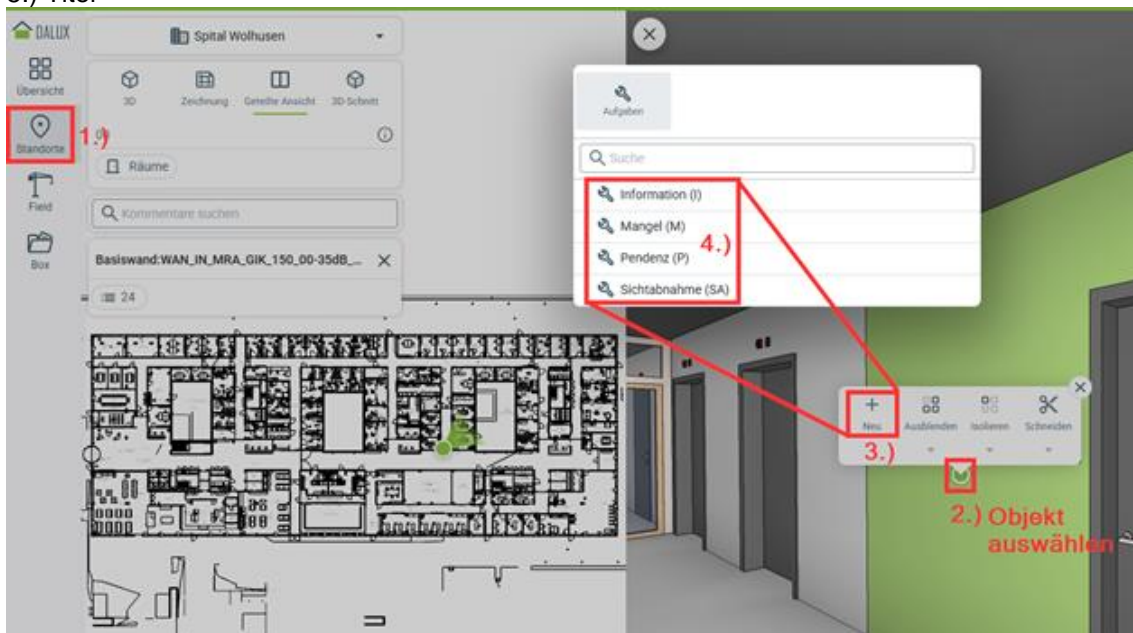 DALUX
Spital Wolhusen
Übersicht
3D
Zeichnung
Geteilte Ansicht
3D-Schnitt
Standorte
1.)
Räume
Field
Kommentare suchen
Box
Basiswand:WAN_IN_MRA_GIK_150_00-35dB_...
24
Aufgaben
Suche
Information (I)
Mangel (M)
4.)
Pendenz (P)
Sichtabnahme (SA)
Neu
Ausblenden
Isolieren
Schneiden
3.)
2.) Objekt
auswählen